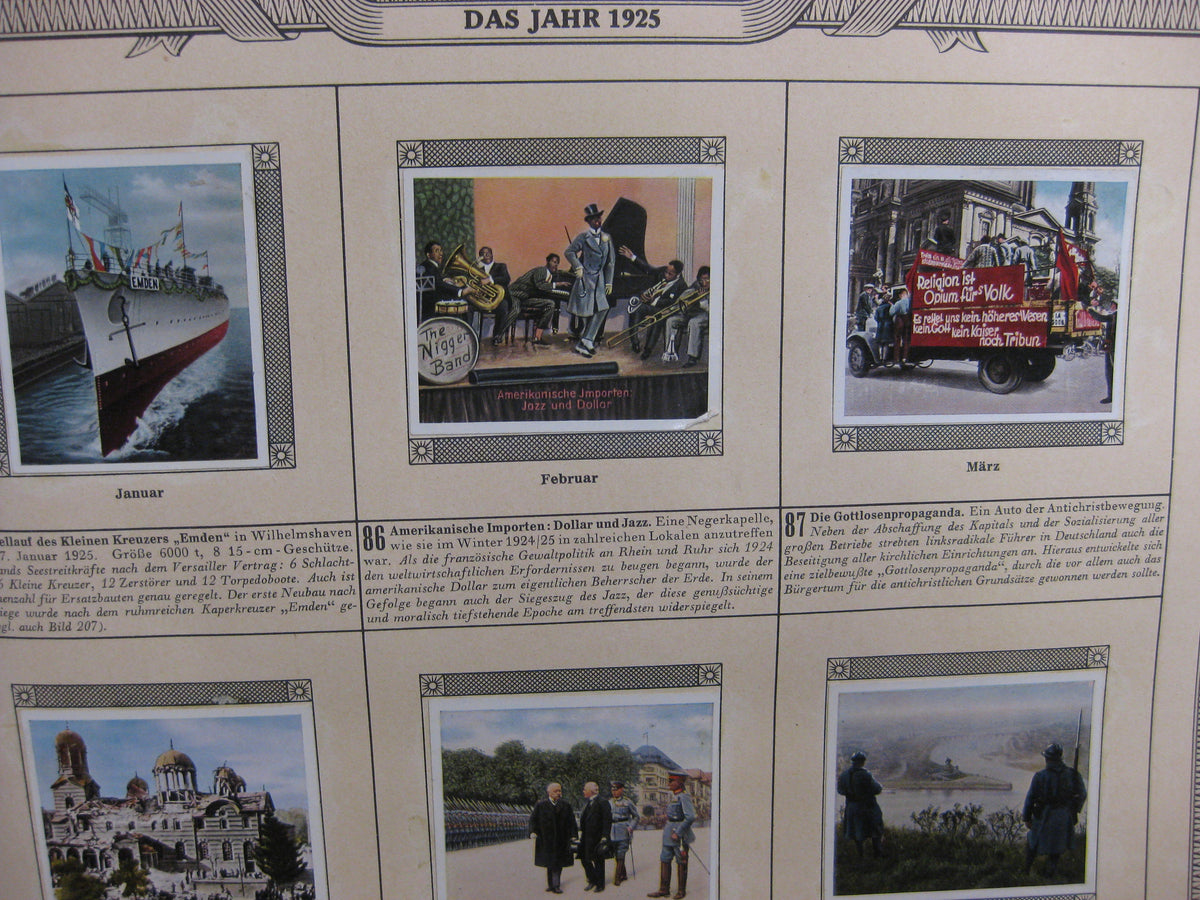 DAS JAHR 1925
EMDEN
The
Nigger
Band
Amerikanische Importen:
Jazz und Dollar
Religion ist
Opium für's Volk
Es rettet uns kein höheres Wesen
kein Gott kein Kaiser
noch Tribun
Januar
Februar
März
ellauf des Kleinen Kreuzers „Emden“ in Wilhelmshaven
7. Januar 1925. Größe 6000 t, 8 15-cm-Geschütze.
ands Seestreitkräfte nach dem Versailler Vertrag: 6 Schlacht-
6 Kleine Kreuzer, 12 Zerstörer und 12 Torpedoboote. Auch ist
enzahl für Ersatzbauten genau geregelt. Der erste Neubau nach
iege wurde nach dem ruhmreichen Kaperkreuzer „Emden“ ge-
gl. auch Bild 207).
86 Amerikanische Importen: Dollar und Jazz. Eine Negerkapelle,
wie sie im Winter 1924/25 in zahlreichen Lokalen anzutreffen
war. Als die französische Gewaltpolitik an Rhein und Ruhr sich 1924
den weltwirtschaftlichen Erfordernissen zu beugen begann, wurde der
amerikanische Dollar zum eigentlichen Beherrscher der Erde. In seinem
Gefolge begann auch der Siegeszug des Jazz, der diese genußsüchtige
und moralisch tiefstehende Epoche am treffendsten widerspiegelt.
87 Die Gottlosenpropaganda. Ein Auto der Antichristbewegung.
Neben der Abschaffung des Kapitals und der Sozialisierung aller
großen Betriebe strebten linksradikale Führer in Deutschland auch die
Beseitigung aller kirchlichen Einrichtungen an. Hieraus entwickelte sich
eine zielbewußte „Gottlosenpropaganda“, durch die vor allem auch das
Bürgertum für die antichristlichen Grundsätze gewonnen werden sollte.